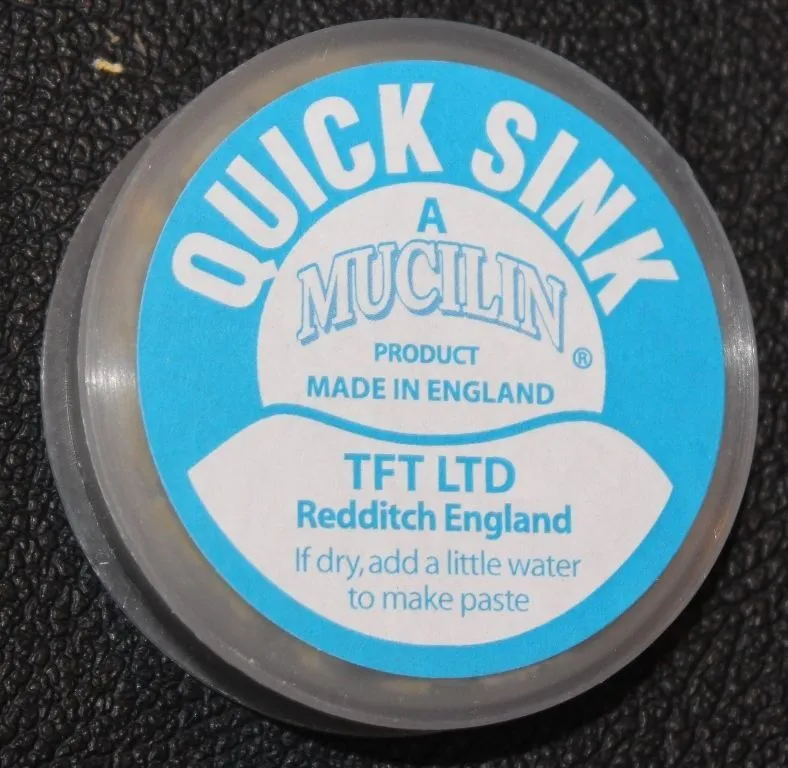 QUICK SINK
A
MUCILIN
PRODUCT ®
MADE IN ENGLAND
TFT LTD
Redditch England
If dry, add a little water
to make paste